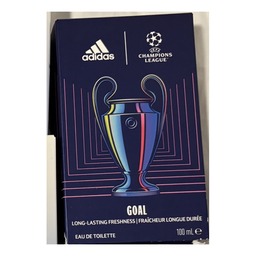 adidas
CHAMPIONS
LEAGUE
GOAL
LONG-LASTING FRESHNESS | FRAÎCHEUR LONGUE DURÉE
EAU DE TOILETTE
100 mL e